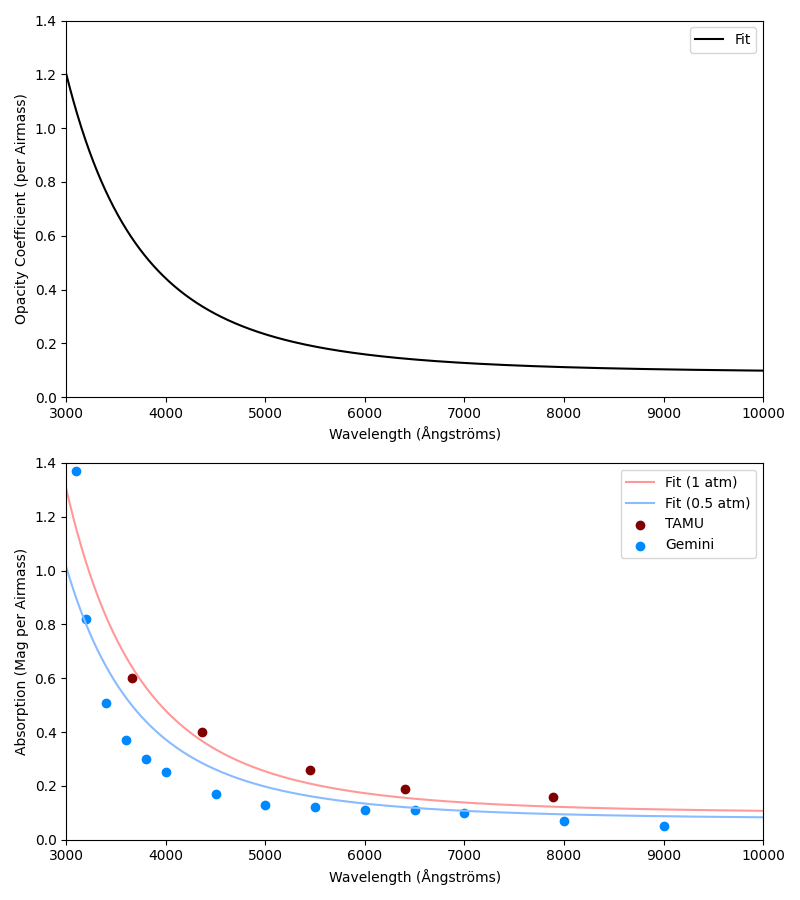 1.4
1.2
1.0
0.8
0.6
0.4
0.2
0.0
Opacity Coefficient (per Airmass)
Fit
3000 4000 5000 6000 7000 8000 9000 10000
Wavelength (Ångströms)
1.4
1.2
1.0
0.8
0.6
0.4
0.2
0.0
Absorption (Mag per Airmass)
Fit (1 atm)
Fit (0.5 atm)
TAMU
Gemini
3000 4000 5000 6000 7000 8000 9000 10000
Wavelength (Ångströms)